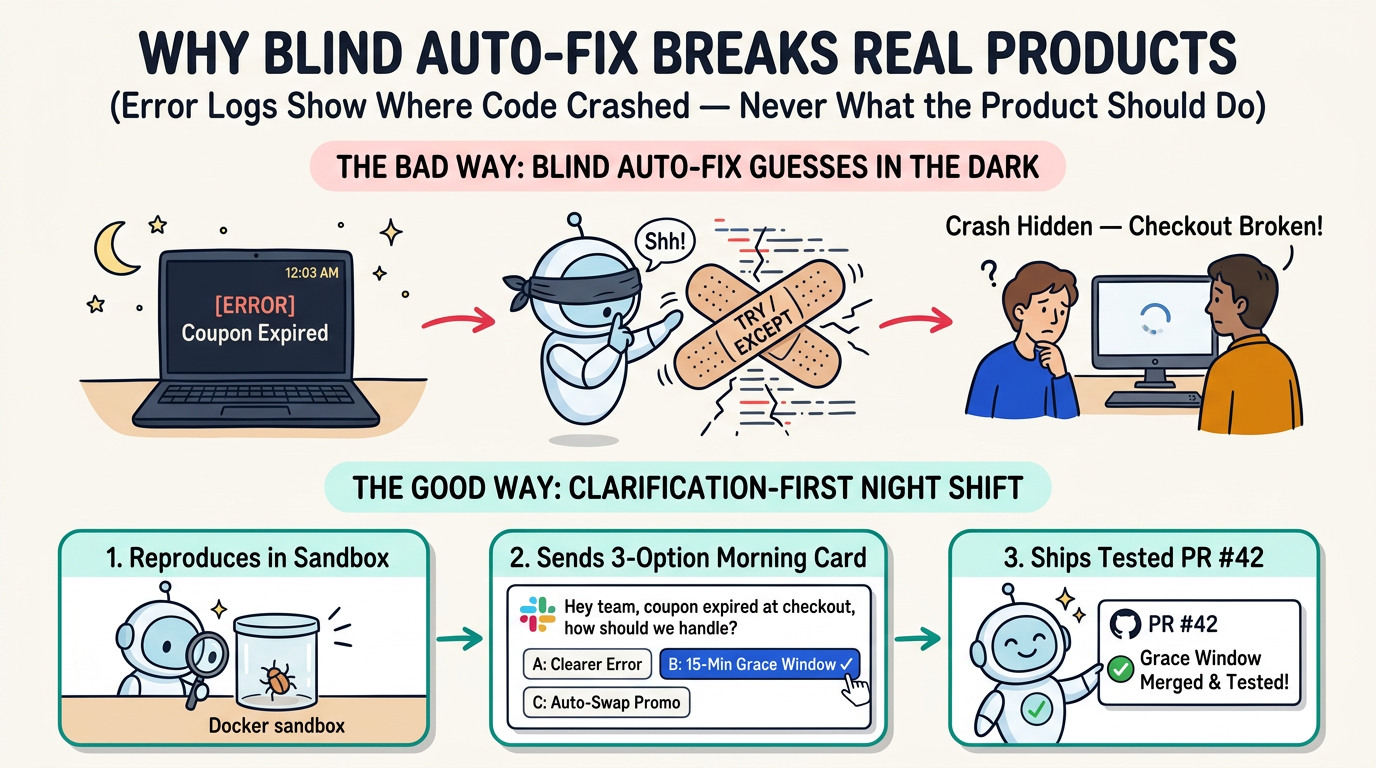 WHY BLIND AUTO-FIX BREAKS REAL PRODUCTS
(Error Logs Show Where Code Crashed — Never What the Product Should Do)
THE BAD WAY: BLIND AUTO-FIX GUESSES IN THE DARK
12:03 AM
[ERROR]
Coupon Expired
Shh!
TRY /
EXCEPT
Crash Hidden — Checkout Broken!
?
THE GOOD WAY: CLARIFICATION-FIRST NIGHT SHIFT
1. Reproduces in Sandbox
Docker sandbox
2. Sends 3-Option Morning Card
Hey team, coupon expired at checkout,
how should we handle?
A: Clearer Error
B: 15-Min Grace Window ✓
C: Auto-Swap Promo
3. Ships Tested PR #42
PR #42
Grace Window
Merged & Tested!